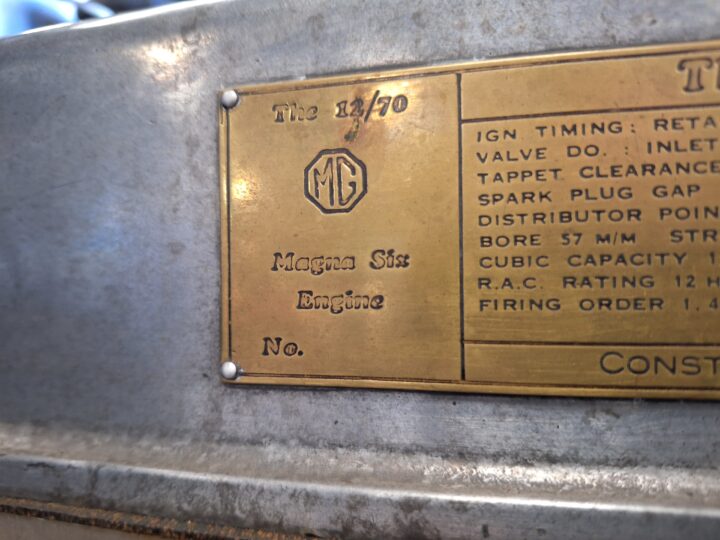 The 12/70
MG
Magna Six
Engine
No.
IGN TIMING: RETA
VALVE DO. : INLET
TAPPET CLEARANCE
SPARK PLUG GAP
DISTRIBUTOR POIN
BORE 57 M/M STR
CUBIC CAPACITY 1
R.A.C. RATING 12 H
FIRING ORDER 1, 4
CONST